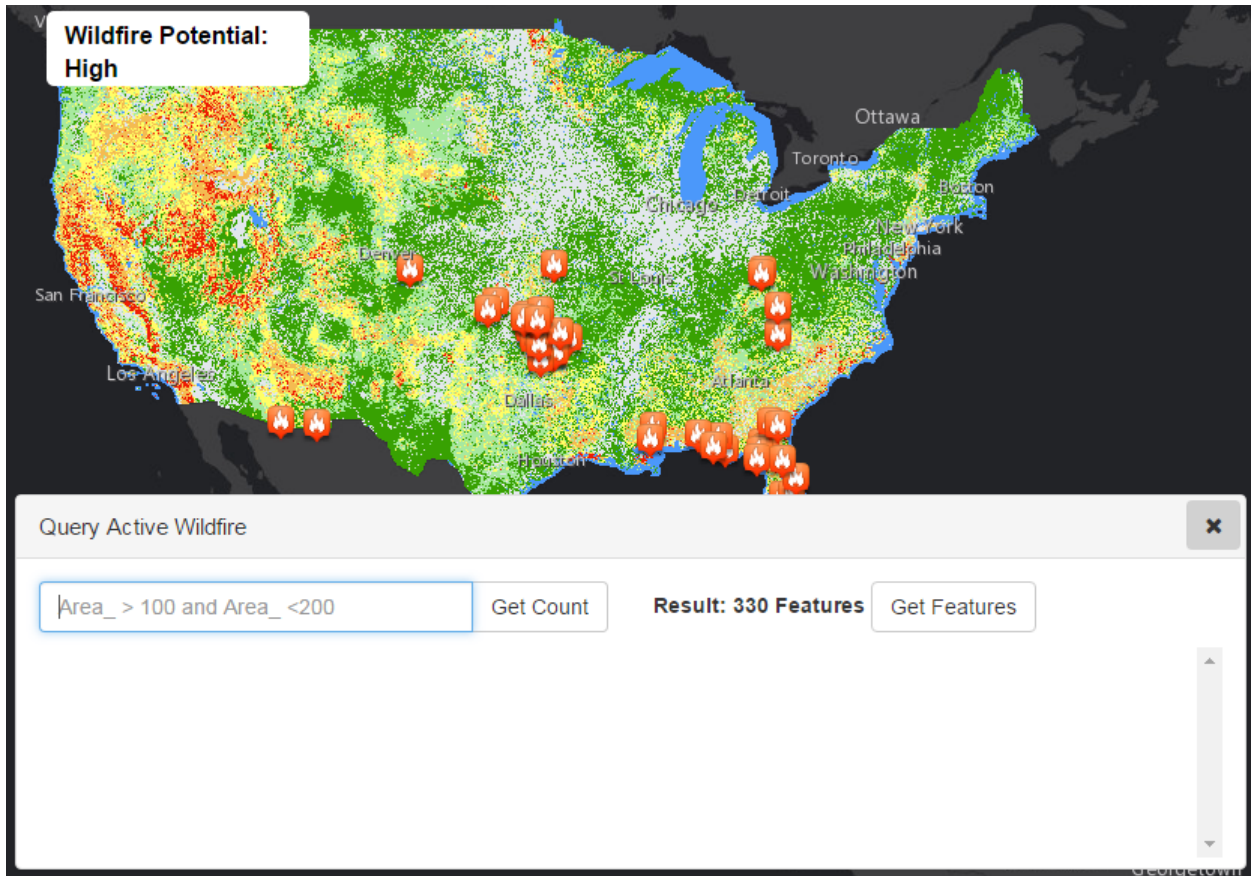 V
Wildfire Potential:
High
Ottawa
Toronto
Boston
Detroit
Chicago
New York
Philadelphia
Denver
Washington
St Louis
San Francisco
Los Angeles
Atlanta
Dallas
Houston
Query Active Wildfire
Area_ > 100 and Area_ <200
Get Count
Result: 330 Features
Get Features
Georgetown